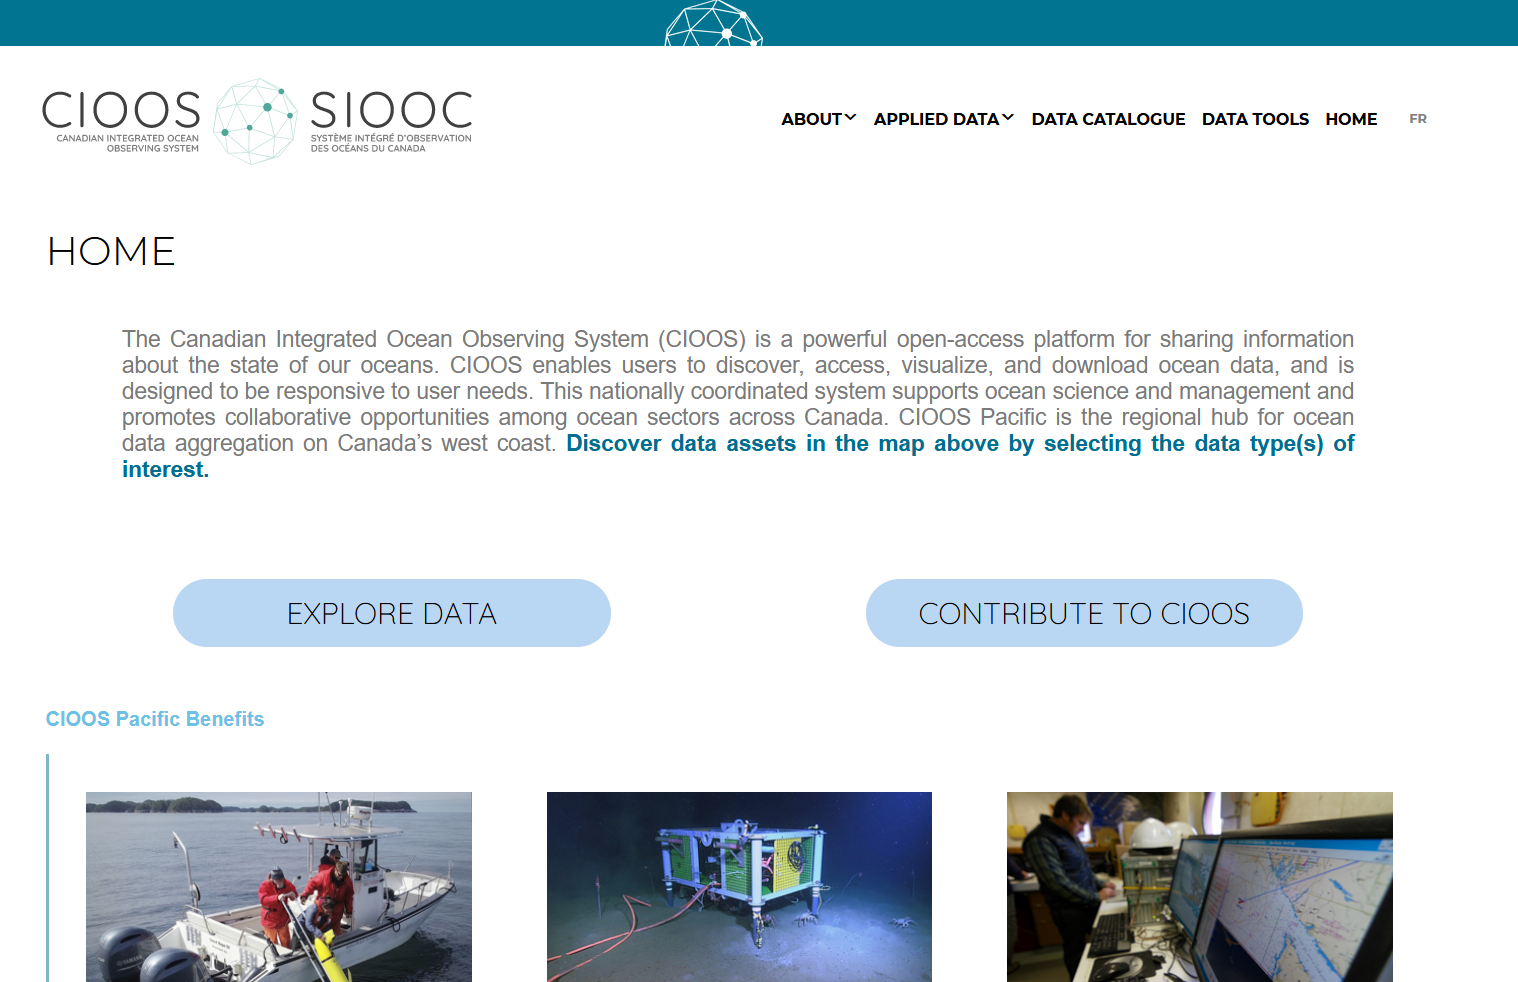 CIOOS
CANADIAN INTEGRATED OCEAN
OBSERVING SYSTEM
SIOOC
SYSTÈME INTÉGRÉ D'OBSERVATION
DES OCÉANS DU CANADA
ABOUT APPLIED DATA DATA CATALOGUE DATA TOOLS HOME FR
HOME
The Canadian Integrated Ocean Observing System (CIOOS) is a powerful open-access platform for sharing information
about the state of our oceans. CIOOS enables users to discover, access, visualize, and download ocean data, and is
designed to be responsive to user needs. This nationally coordinated system supports ocean science and management and
promotes collaborative opportunities among ocean sectors across Canada. CIOOS Pacific is the regional hub for ocean
data aggregation on Canada’s west coast. Discover data assets in the map above by selecting the data type(s) of
interest.
EXPLORE DATA
CONTRIBUTE TO CIOOS
CIOOS Pacific Benefits